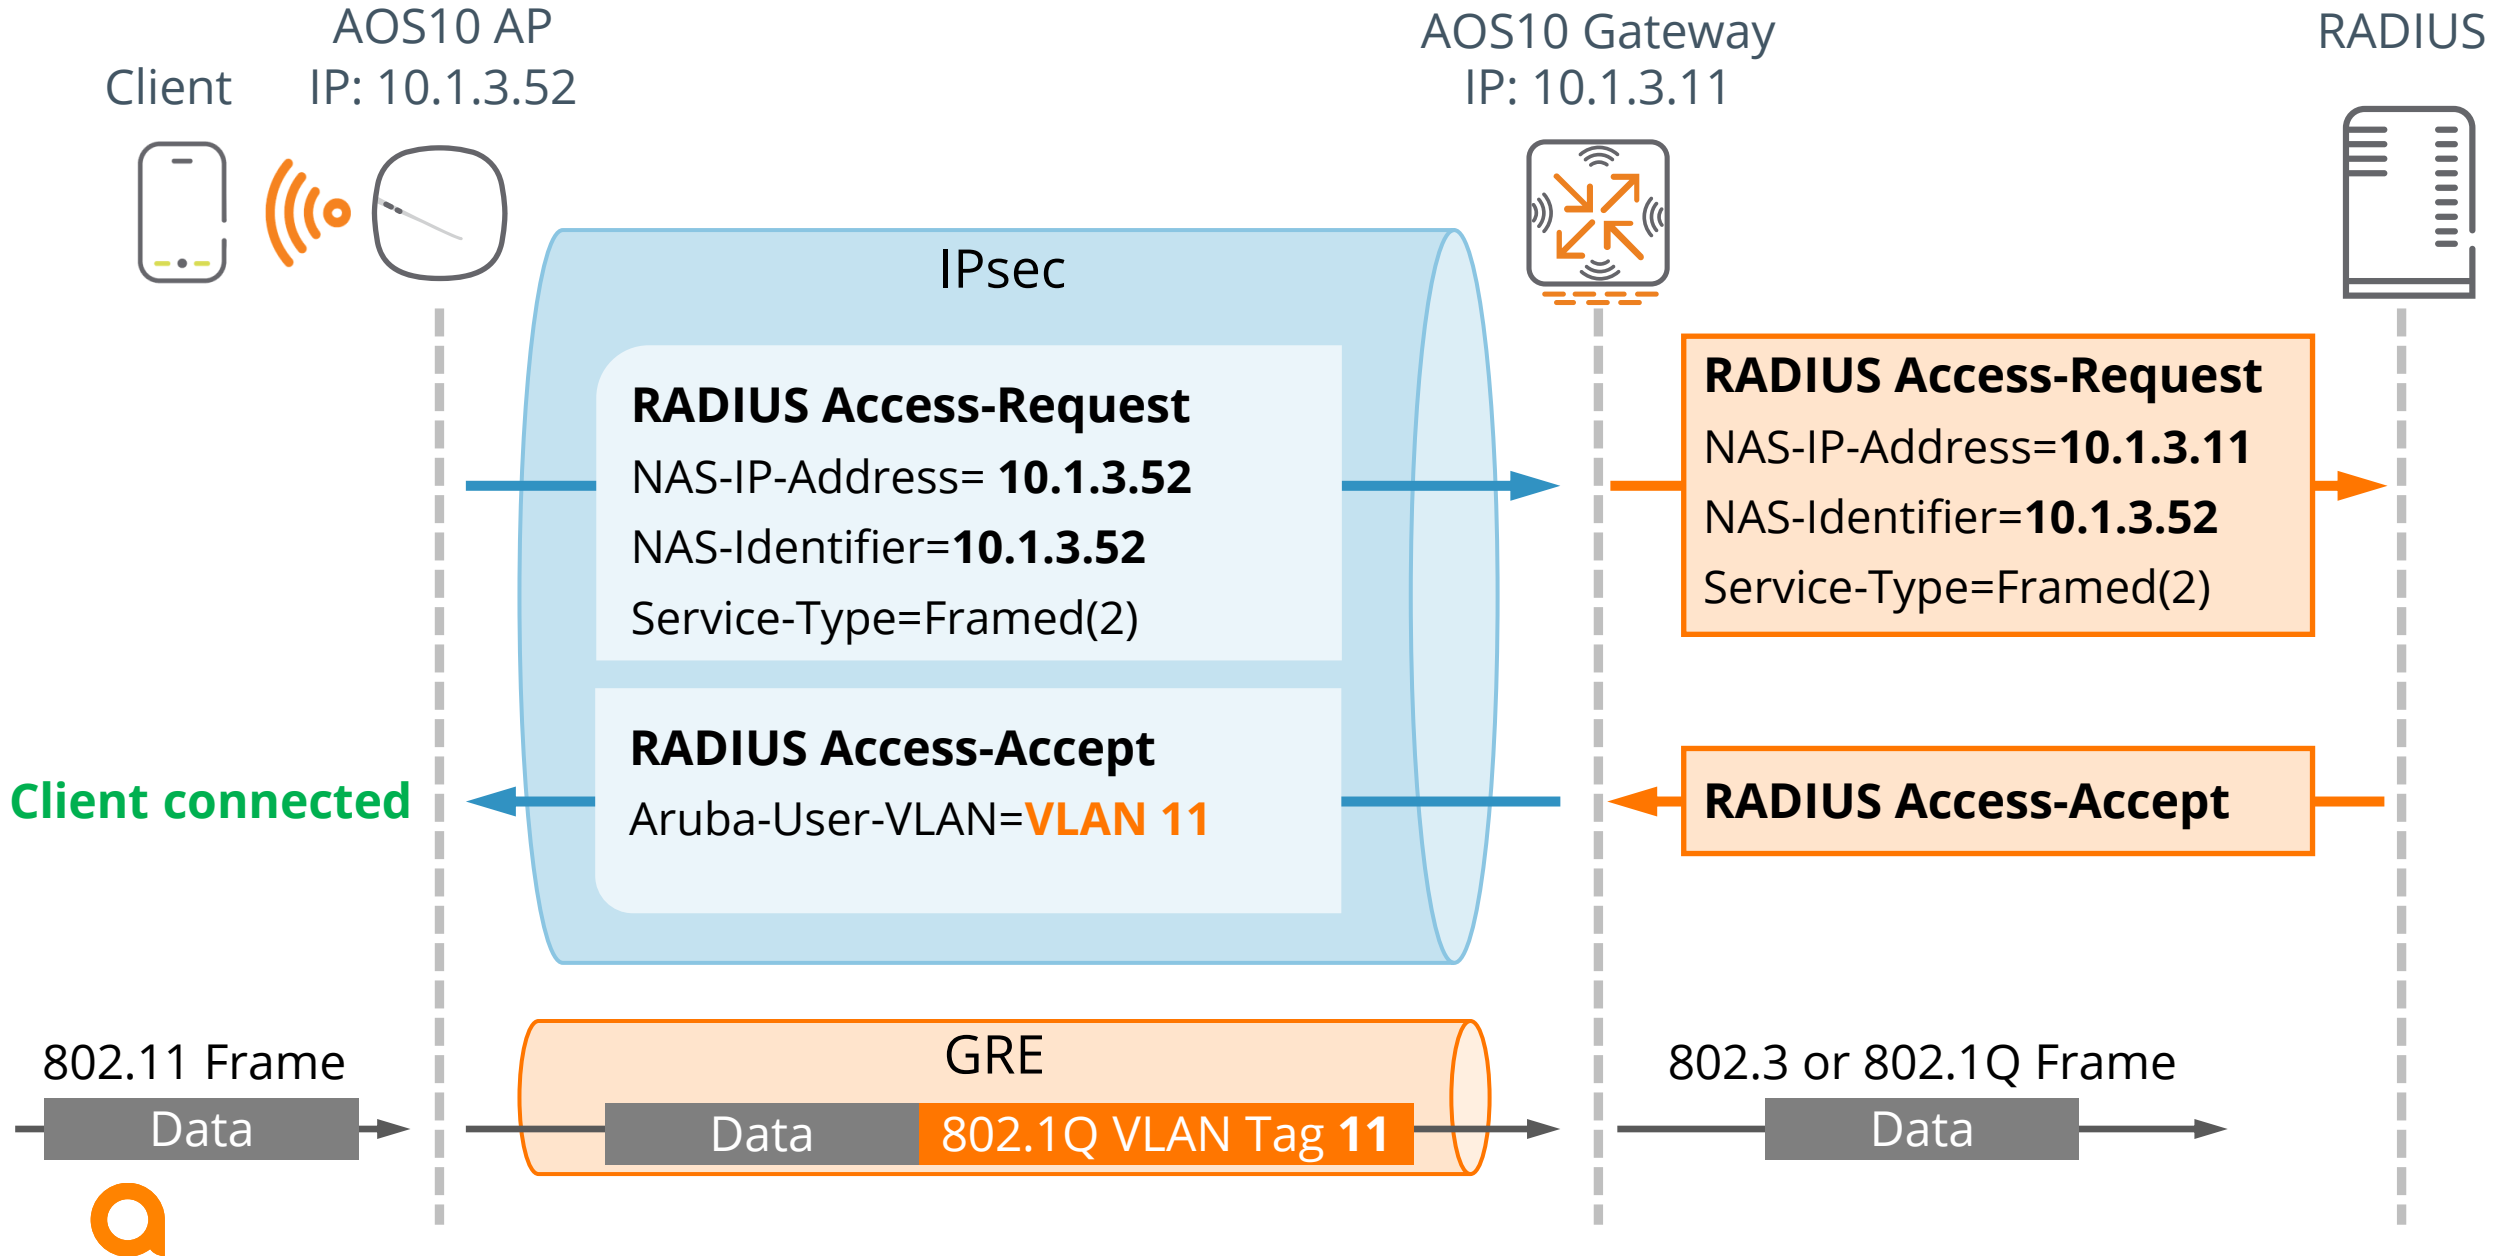 AOS10 AP
Client
IP: 10.1.3.52
AOS10 Gateway
IP: 10.1.3.11
RADIUS
IPsec
RADIUS Access-Request
NAS-IP-Address= 10.1.3.52
NAS-Identifier=10.1.3.52
Service-Type=Framed(2)
RADIUS Access-Request
NAS-IP-Address=10.1.3.11
NAS-Identifier=10.1.3.52
Service-Type=Framed(2)
RADIUS Access-Accept
Aruba-User-VLAN=VLAN 11
RADIUS Access-Accept
Client connected
802.11 Frame
Data
GRE
Data
802.1Q VLAN Tag 11
802.3 or 802.1Q Frame
Data